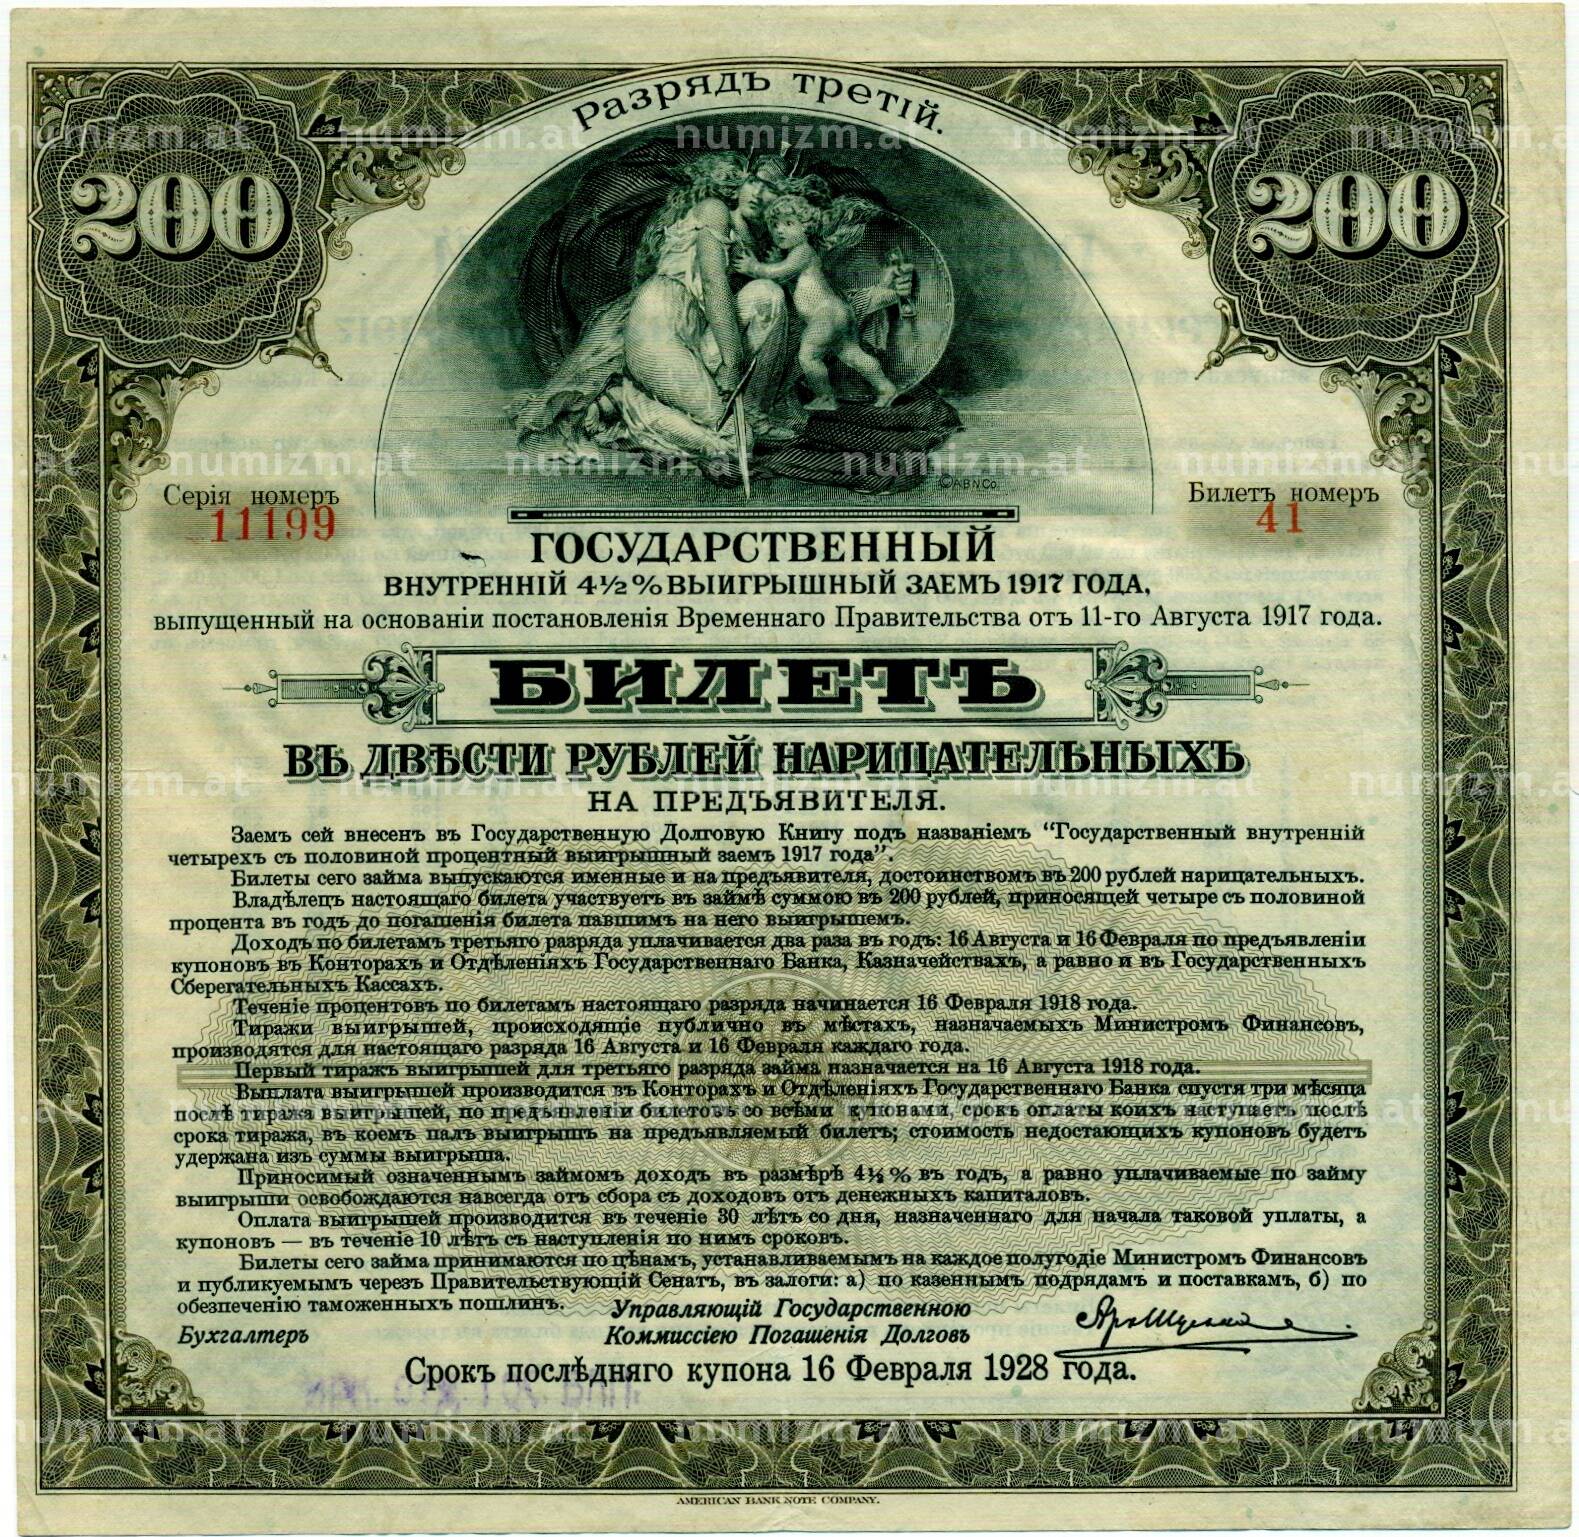 Разрядъ третій.
200
200
©ABNCo.
Серія номеръ
11199
Билетъ номеръ
41
ГОСУДАРСТВЕННЫЙ
ВНУТРЕННІЙ 4½% ВЫИГРЫШНЫЙ ЗАЕМЪ 1917 ГОДА,
выпущенный на основаніи постановленія Временнаго Правительства отъ 11-го Августа 1917 года.
БИЛЕТЪ
ВЪ ДВѢСТИ РУБЛЕЙ НАРИЦАТЕЛЬНЫХЪ
НА ПРЕДЪЯВИТЕЛЯ.
Заемъ сей внесенъ въ Государственную Долговую Книгу подъ названіемъ "Государственный внутренній
четырехъ съ половиной процентный выигрышный заемъ 1917 года".
Билеты сего займа выпускаются именные и на предъявителя, достоинствомъ въ 200 рублей нарицательныхъ.
Владѣлецъ настоящаго билета участвуетъ въ займѣ суммою въ 200 рублей, приносящей четыре съ половиной
процента въ годъ до погашенія билета павшимъ на него выигрышемъ.
Доходъ по билетамъ третьяго разряда уплачивается два раза въ годъ: 16 Августа и 16 Февраля по предъявленіи
купоновъ въ Конторахъ и Отдѣленіяхъ Государственнаго Банка, Казначействахъ, а равно и въ Государственныхъ
Сберегательныхъ Кассахъ.
Теченіе процентовъ по билетамъ настоящаго разряда начинается 16 Февраля 1918 года.
Тиражи выигрышей, происходящіе публично въ мѣстахъ, назначаемыхъ Министромъ Финансовъ,
производятся для настоящаго разряда 16 Августа и 16 Февраля каждаго года.
Первый тиражъ выигрышей для третьяго разряда займа назначается на 16 Августа 1918 года.
Выплата выигрышей производится въ Конторахъ и Отдѣленіяхъ Государственнаго Банка спустя три мѣсяца
послѣ тиража выигрышей, по предъявленіи билетовъ со всѣми купонами, срокъ оплаты коихъ наступаетъ послѣ
срока тиража, въ коемъ палъ выигрышъ на предъявляемый билетъ; стоимость недостающихъ купоновъ будетъ
удержана изъ суммы выигрыша.
Приносимый означеннымъ займомъ доходъ въ размѣрѣ 4½% въ годъ, а равно уплачиваемые по займу
выигрыши освобождаются навсегда отъ сбора съ доходовъ отъ денежныхъ капиталовъ.
Оплата выигрышей производится въ теченіе 30 лѣтъ со дня, назначеннаго для начала таковой уплаты, а
купоновъ — въ теченіе 10 лѣтъ съ наступленія по нимъ сроковъ.
Билеты сего займа принимаются по цѣнамъ, устанавливаемымъ на каждое полугодіе Министромъ Финансовъ
и публикуемымъ черезъ Правительствующій Сенатъ, въ залоги: а) по казеннымъ подрядамъ и поставкамъ, б) по
обезпеченію таможенныхъ пошлинъ.
Управляющій Государственною
Бухгалтеръ
Коммиссіею Погашенія Долговъ
Срокъ послѣдняго купона 16 Февраля 1928 года.
AMERICAN BANK NOTE COMPANY.
numizm.at